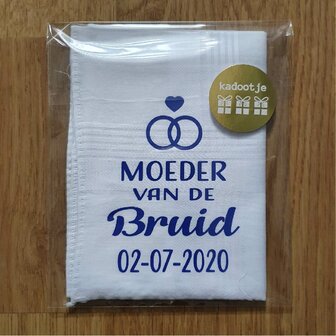 kadootje
MOEDER
VAN DE
Bruid
02-07-2020